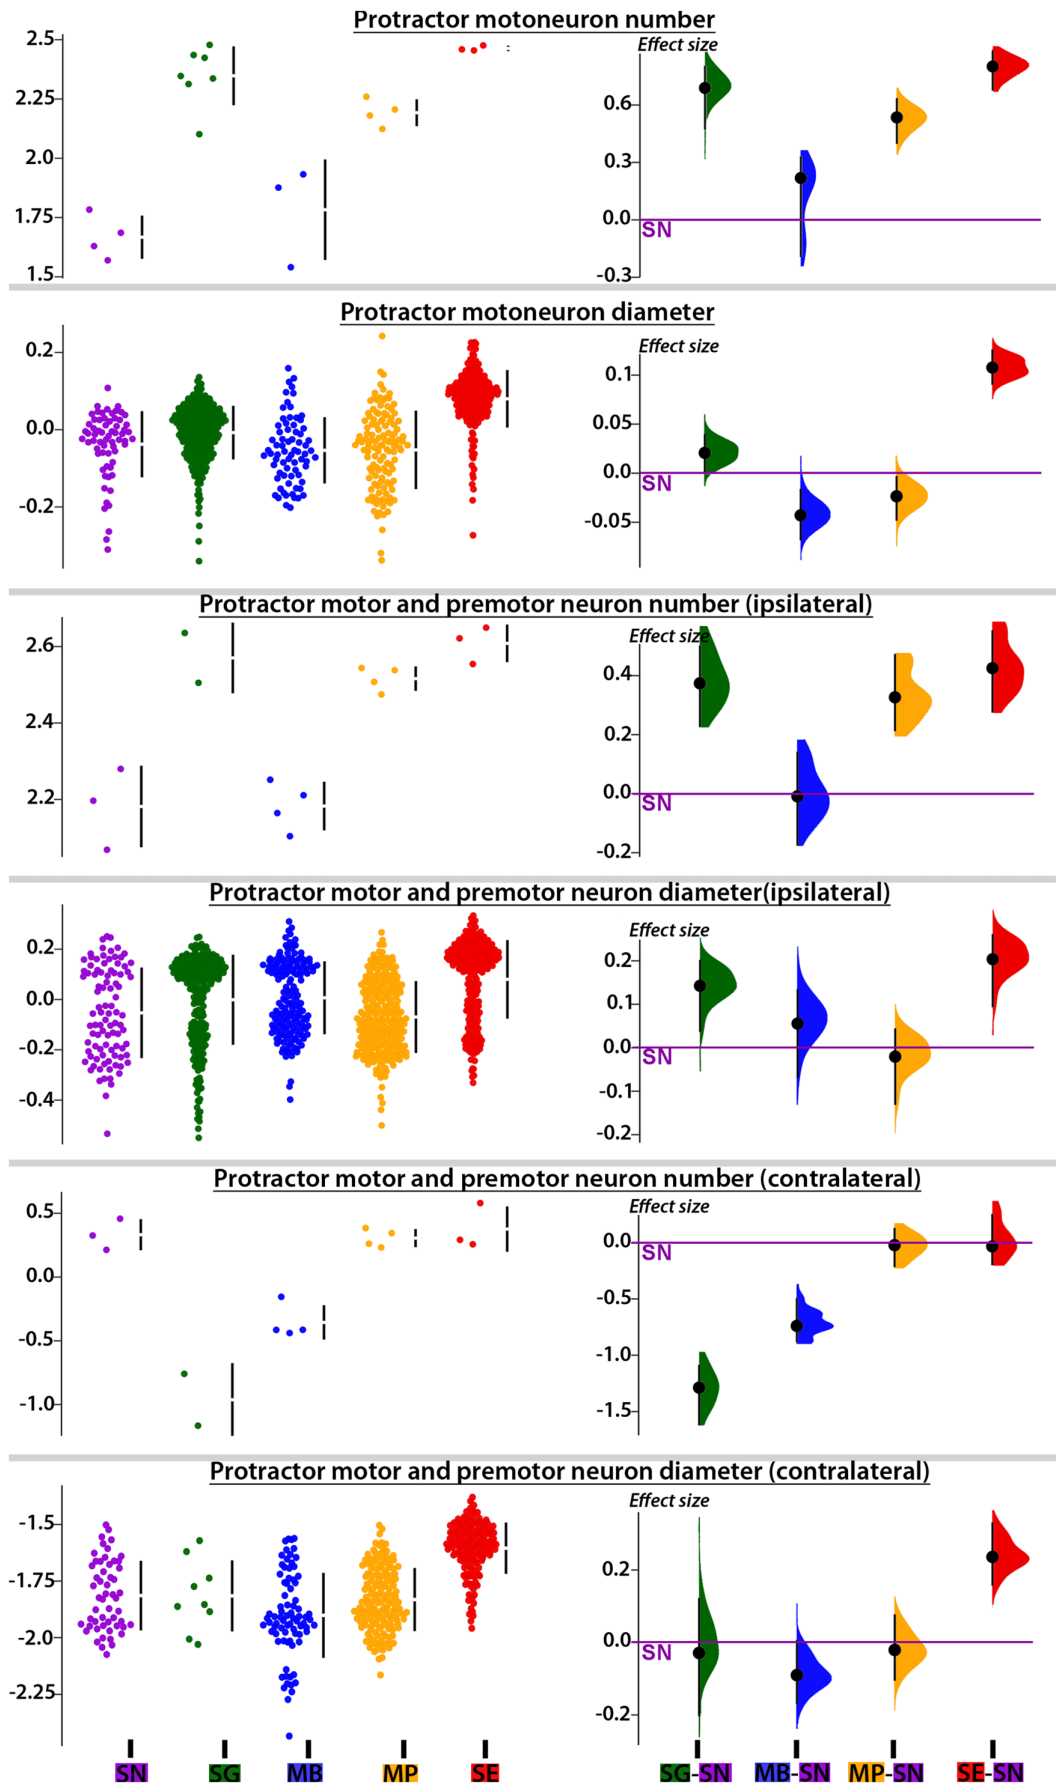 Protractor motoneuron number
2.5
2.25
2.0
1.75
1.5
Effect size
0.6
0.3
0.0
-0.3
SN
Protractor motoneuron diameter
0.2
0.0
-0.2
Effect size
0.1
0.05
0.0
-0.05
SN
Protractor motor and premotor neuron number (ipsilateral)
2.6
2.4
2.2
Effect size
0.4
0.2
0.0
-0.2
SN
Protractor motor and premotor neuron diameter(ipsilateral)
0.2
0.0
-0.2
-0.4
Effect size
0.2
0.1
0.0
-0.1
-0.2
SN
Protractor motor and premotor neuron number (contralateral)
0.5
0.0
-0.5
-1.0
Effect size
0.0
-0.5
-1.0
-1.5
SN
Protractor motor and premotor neuron diameter (contralateral)
-1.5
-1.75
-2.0
-2.25
Effect size
0.2
0.0
-0.2
SN
SN SG MB MP SE SG-SN MB-SN MP-SN SE-SN